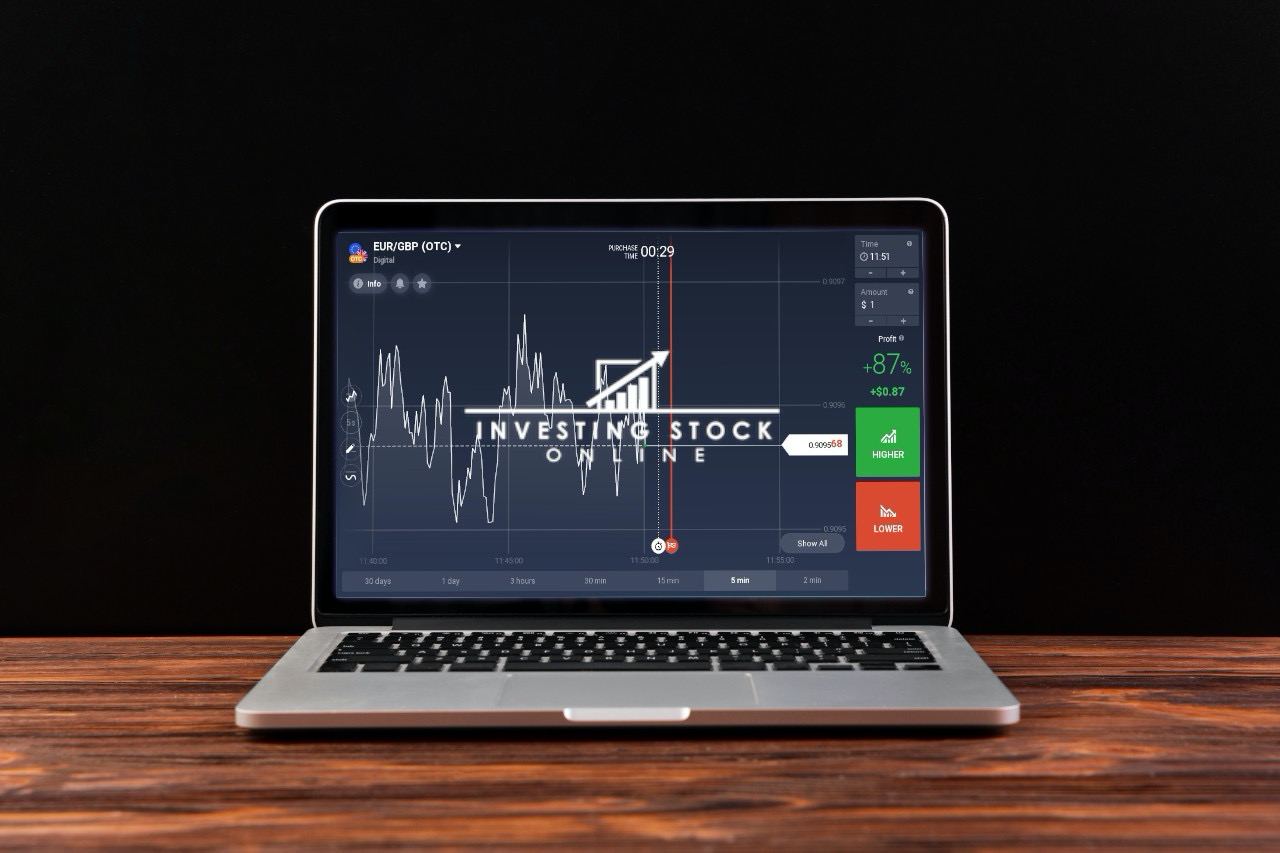 EUR/GBP (OTC)
Digital
OTC
Info
PURCHASE
TIME
00:29
Time
11:51
- +
Amount
$ 1
- +
Profit
+87%
+$0.87
HIGHER
LOWER
0.9097
0.9096
0.909568
0.9095
5s
INVESTING STOCK
ONLINE
Show All
11:40:00 11:45:00 11:50:00 11:55:00
30 days 1 day 3 hours 30 min 15 min 5 min 2 min